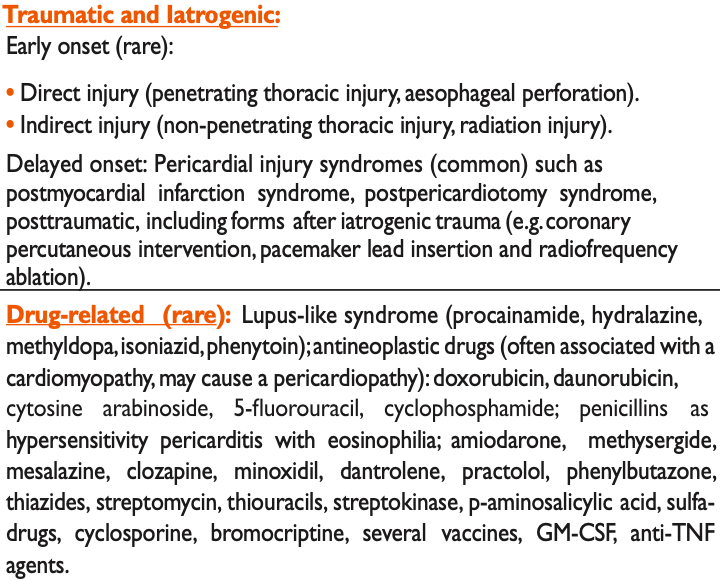 Traumatic and Iatrogenic:
Early onset (rare):
• Direct injury (penetrating thoracic injury, aesophageal perforation).
• Indirect injury (non-penetrating thoracic injury, radiation injury).
Delayed onset: Pericardial injury syndromes (common) such as
postmyocardial infarction syndrome, postpericardiotomy syndrome,
posttraumatic, including forms after iatrogenic trauma (e.g. coronary
percutaneous intervention, pacemaker lead insertion and radiofrequency
ablation).
Drug-related (rare): Lupus-like syndrome (procainamide, hydralazine,
methyldopa, isoniazid, phenytoin); antineoplastic drugs (often associated with a
cardiomyopathy, may cause a pericardiopathy): doxorubicin, daunorubicin,
cytosine arabinoside, 5-fluorouracil, cyclophosphamide; penicillins as
hypersensitivity pericarditis with eosinophilia; amiodarone, methysergide,
mesalazine, clozapine, minoxidil, dantrolene, practolol, phenylbutazone,
thiazides, streptomycin, thiouracils, streptokinase, p-aminosalicylic acid, sulfa-
drugs, cyclosporine, bromocriptine, several vaccines, GM-CSF, anti-TNF
agents.